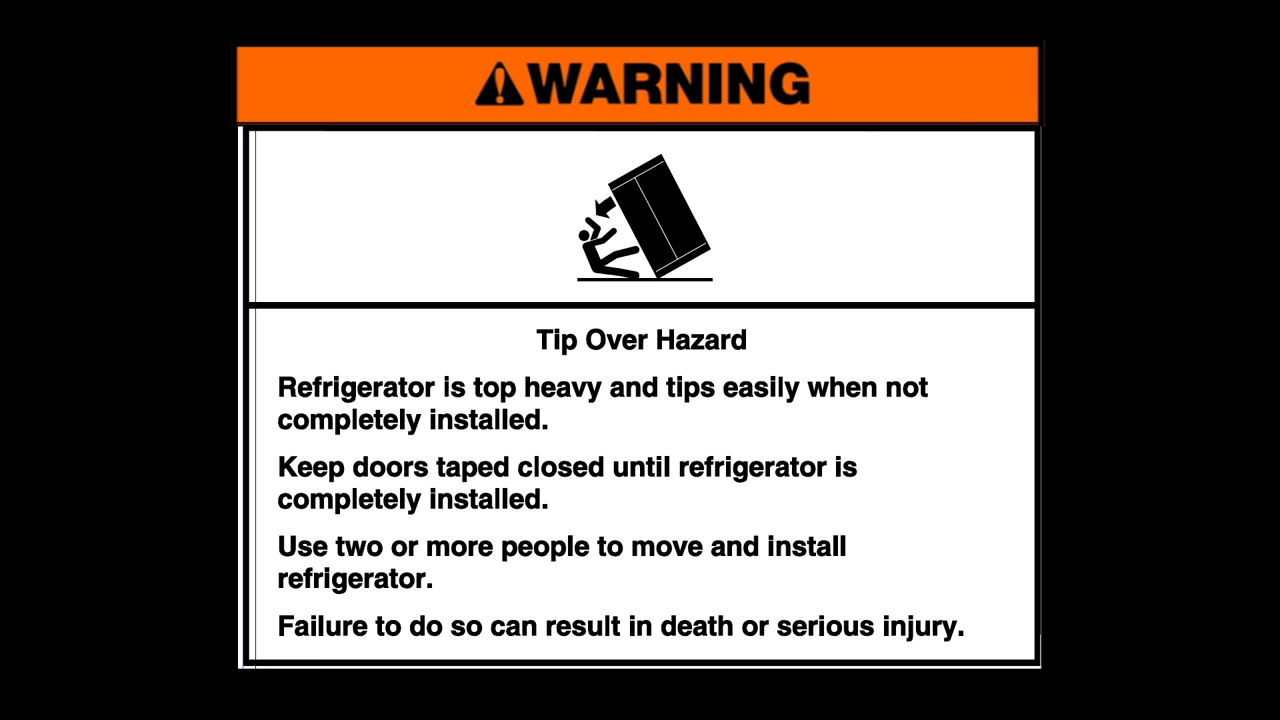 WARNING
Tip Over Hazard
Refrigerator is top heavy and tips easily when not
completely installed.
Keep doors taped closed until refrigerator is
completely installed.
Use two or more people to move and install
refrigerator.
Failure to do so can result in death or serious injury.